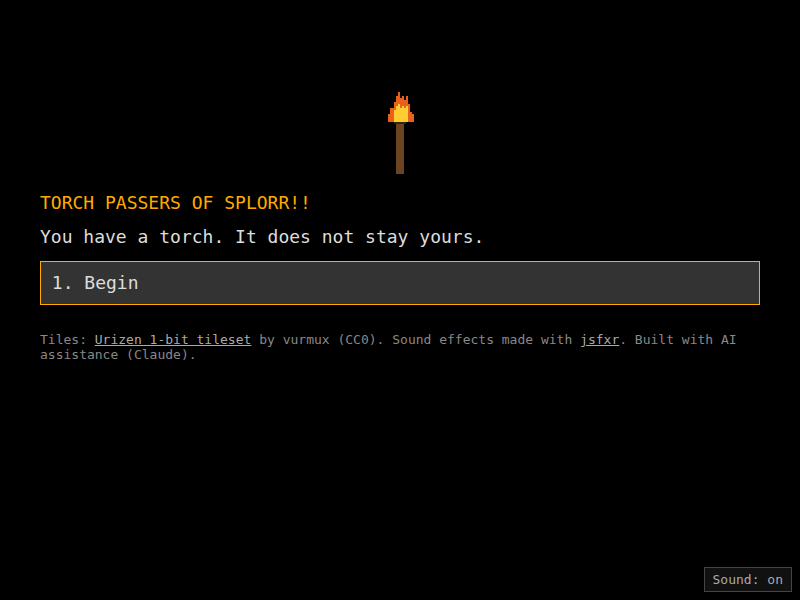 TORCH PASSERS OF SPLORR!!
You have a torch. It does not stay yours.
1. Begin
Tiles: Urizen 1-bit tileset by vurmux (CC0). Sound effects made with jsfxr. Built with AI
assistance (Claude).
Sound: on